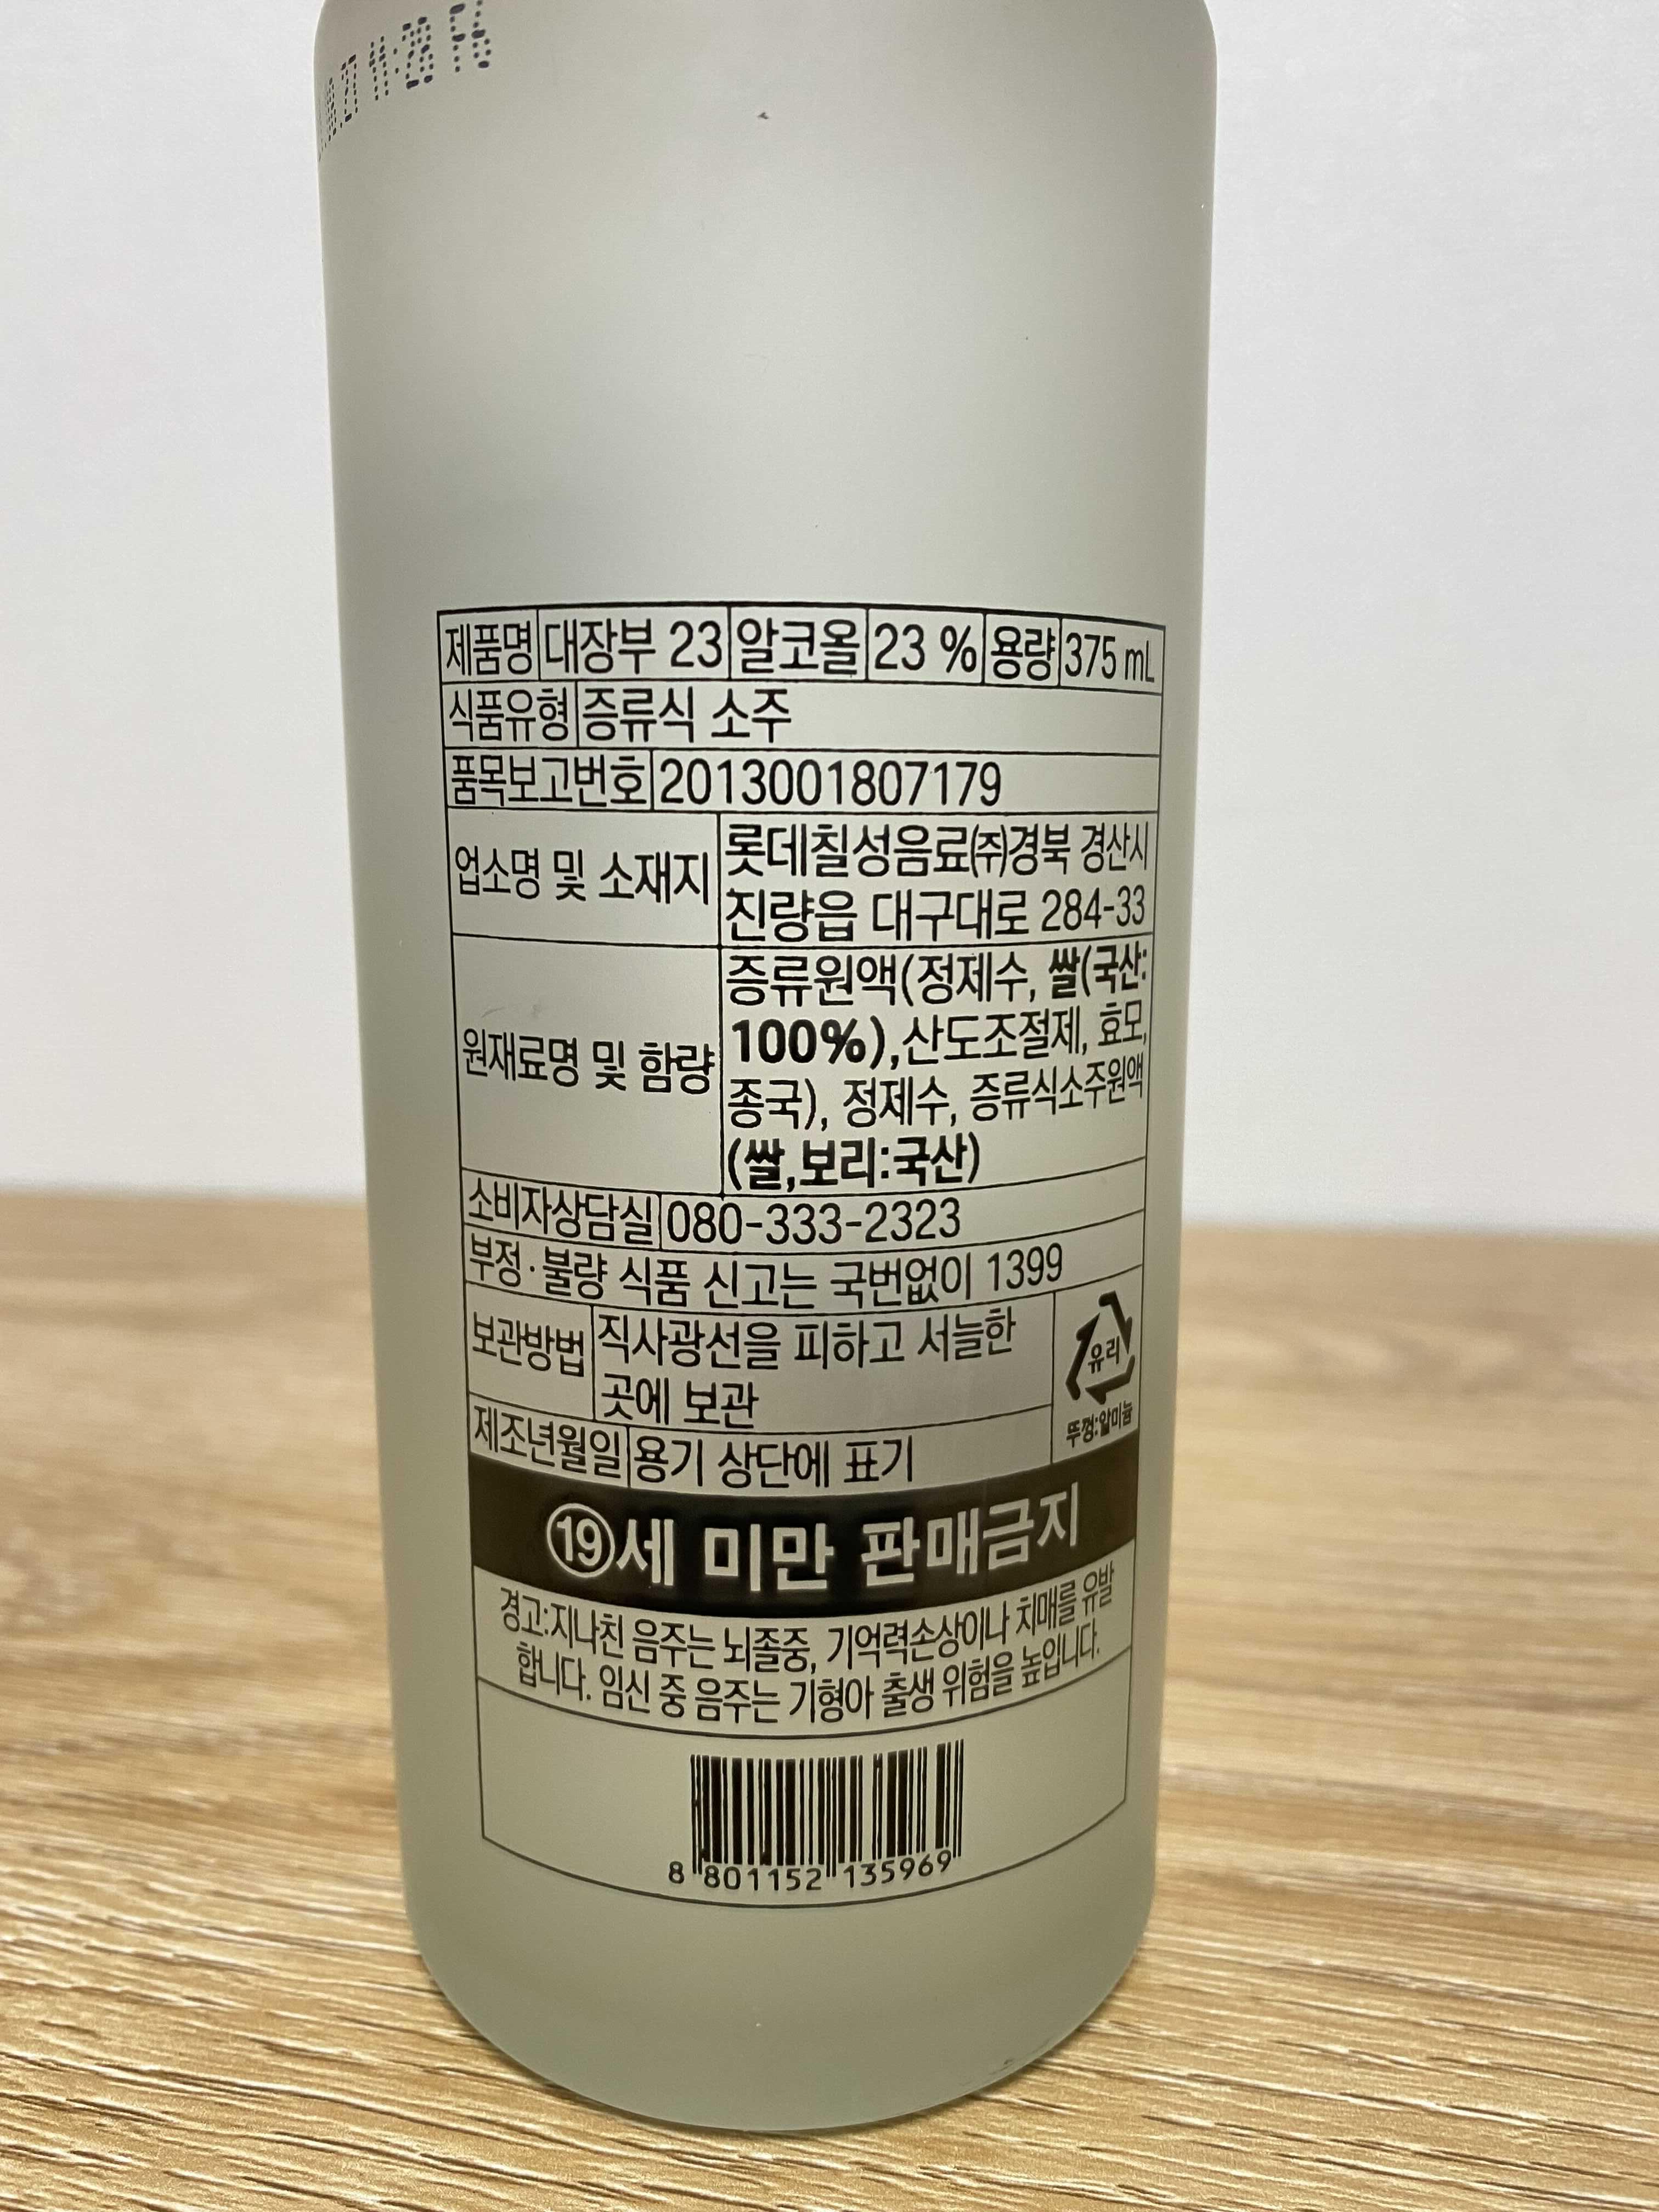 27 11:28 F6
제품명 대장부 23 알코올 23 % 용량 375 mL
식품유형 증류식 소주
품목보고번호 2013001807179
업소명 및 소재지 롯데칠성음료㈜경북 경산시
진량읍 대구대로 284-33
원재료명 및 함량 증류원액(정제수, 쌀(국산:
100%),산도조절제, 효모,
종국), 정제수, 증류식소주원액
(쌀,보리:국산)
소비자상담실 080-333-2323
부정·불량 식품 신고는 국번없이 1399
보관방법 직사광선을 피하고 서늘한
곳에 보관
유리
뚜껑:알미늄
제조년월일 용기 상단에 표기
⑲세 미만 판매금지
경고:지나친 음주는 뇌졸중, 기억력손상이나 치매를 유발
합니다. 임신 중 음주는 기형아 출생 위험을 높입니다.
8 801152 135969